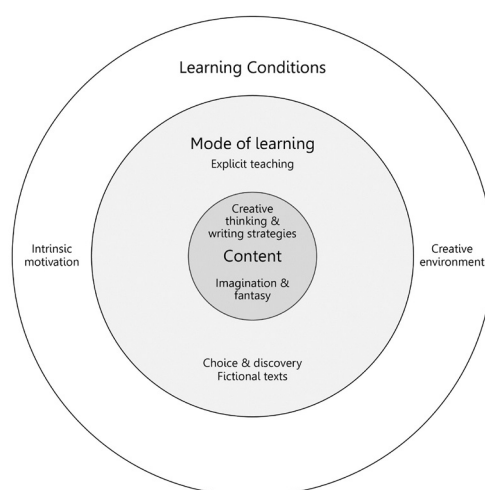 Learning Conditions
Mode of learning
Explicit teaching
Creative
thinking &
writing strategies
Content
Imagination &
fantasy
Intrinsic
motivation
Creative
environment
Choice & discovery
Fictional texts